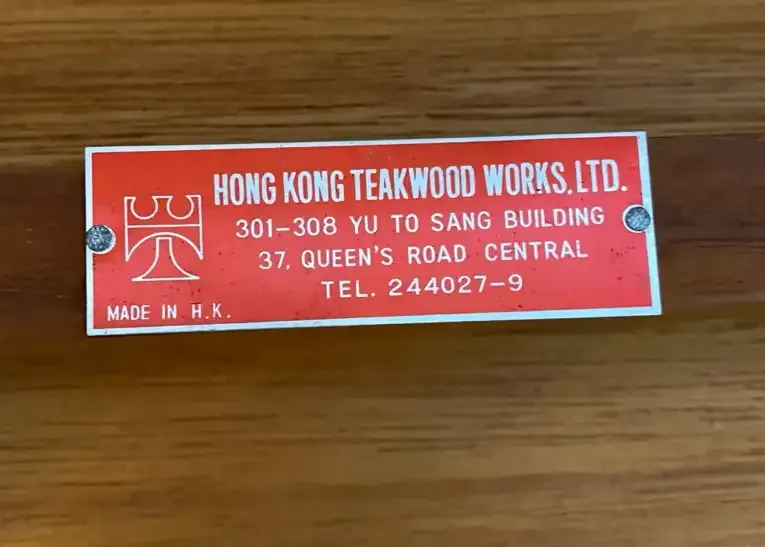 HONG KONG TEAKWOOD WORKS, LTD.
301-308 YU TO SANG BUILDING
37, QUEEN'S ROAD CENTRAL
TEL. 244027-9
MADE IN H.K.